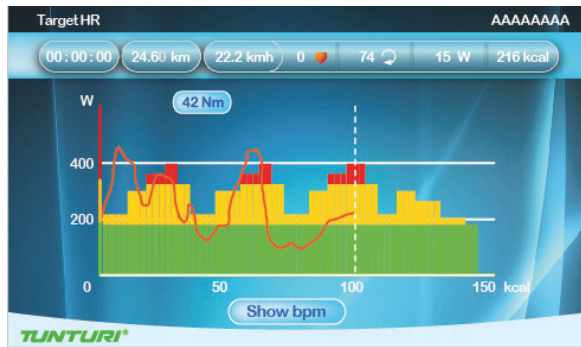 Target HR AAAAAAAA
00:00:00 24.60 km 22.2 kmh 0 74 15 W 216 kcal
W 42 Nm
400
200
0 50 100 150 kcal
Show bpm
TUNTURI®